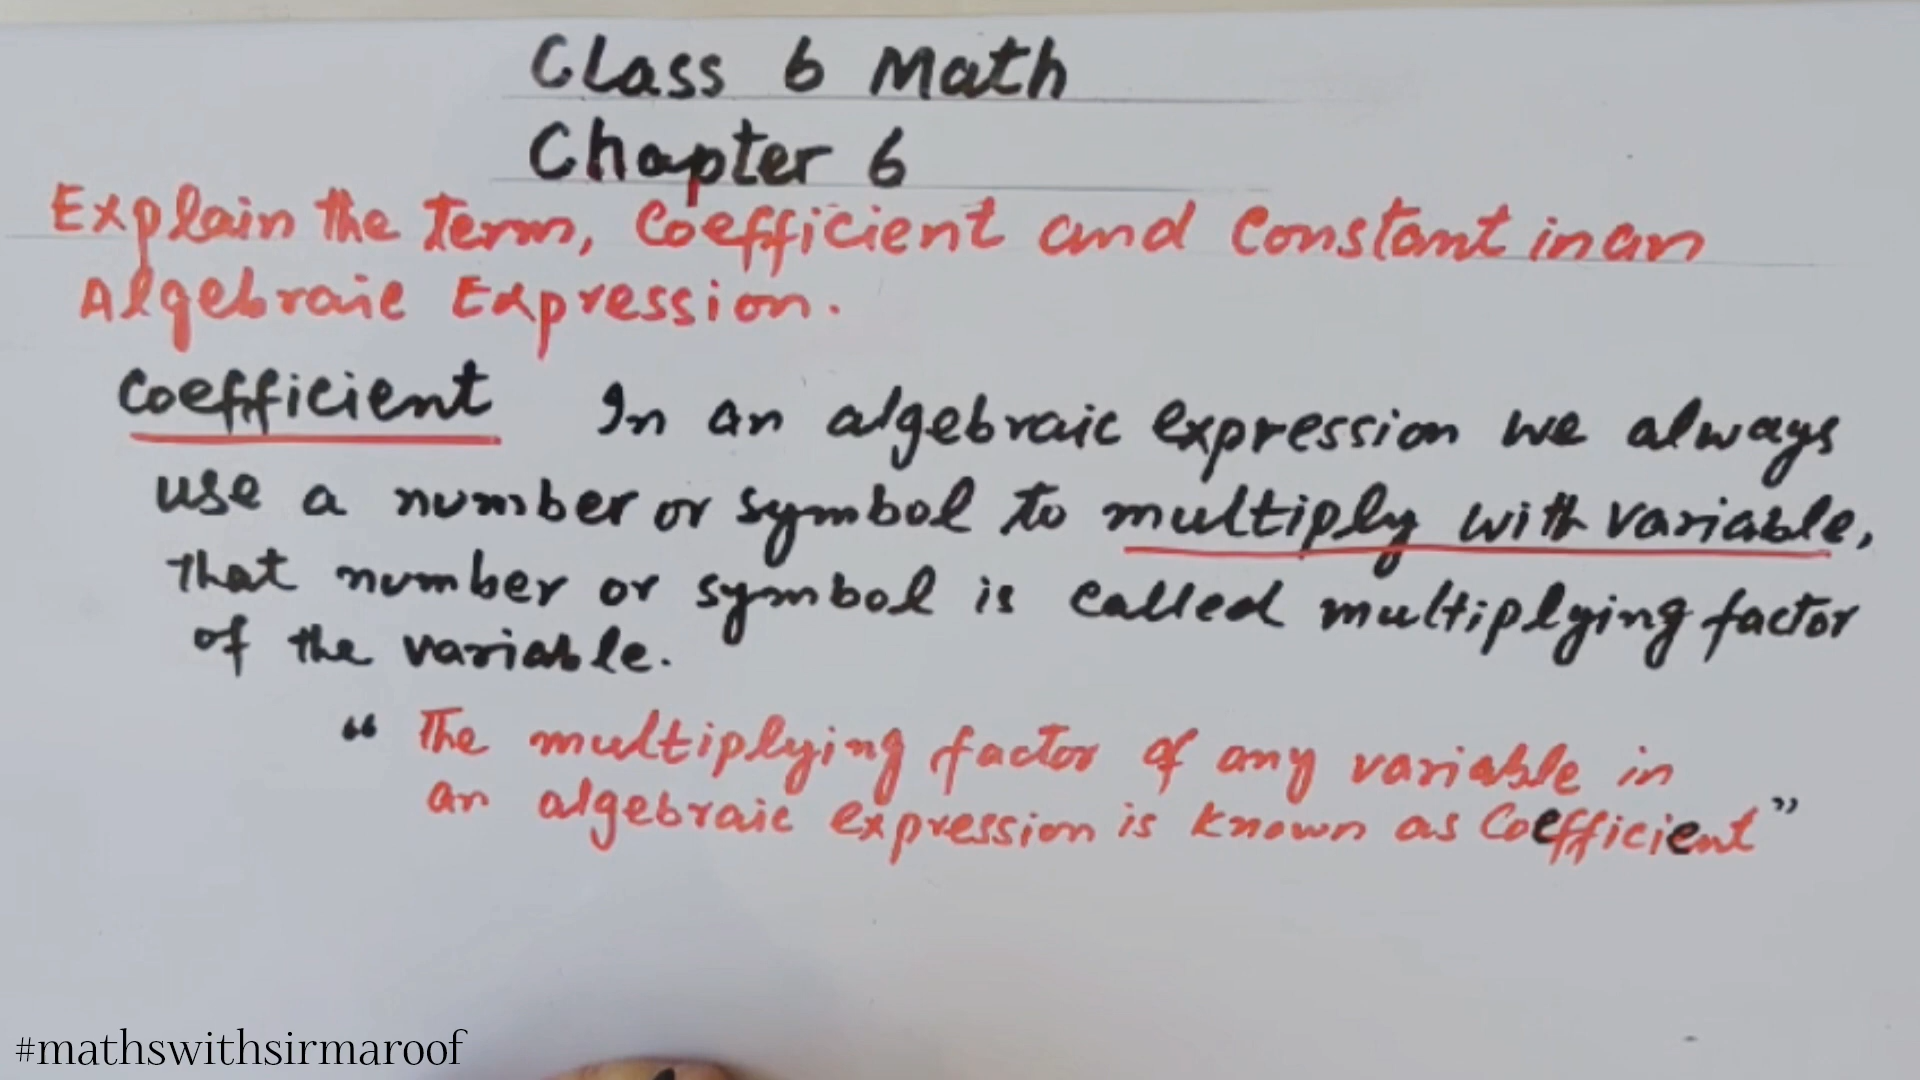 Class 6 Math
Chapter 6
Explain the Term, Coefficient and Constant in an
Algebraic Expression.
Coefficient In an algebraic expression we always
use a number or symbol to multiply with variable,
that number or symbol is called multiplying factor
of the variable.
“ The multiplying factor of any variable in
an algebraic expression is known as Coefficient ”
#mathswithsirmaroof